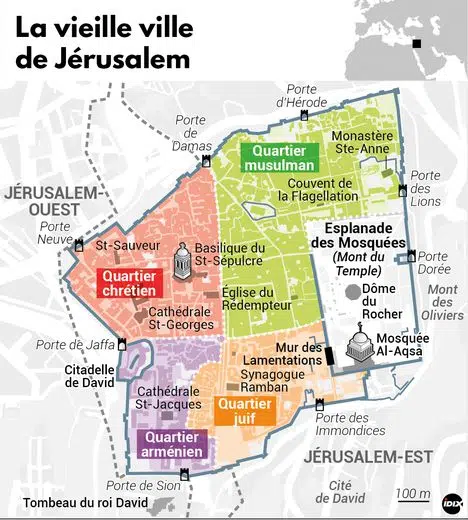 La vieille ville
de Jérusalem
Porte
d'Hérode
Porte
de
Damas
Monastère
Ste-Anne
Quartier
musulman
Couvent de
la Flagellation
Porte
des
Lions
JÉRUSALEM-
OUEST
Porte
Neuve
St-Sauveur
Basilique du
St-Sépulcre
Esplanade
des Mosquées
(Mont du
Temple)
Porte
Dorée
Quartier
chrétien
Église du
Rédempteur
Dôme
du
Rocher
Mont
des
Oliviers
Cathédrale
St-Georges
Porte de Jaffa
Mur des
Lamentations
Mosquée
Al-Aqsâ
Citadelle
de David
Synagogue
Ramban
Cathédrale
St-Jacques
Quartier
juif
Porte des
Immondices
Quartier
arménien
JÉRUSALEM-EST
Porte de Sion
Cité
de David
Tombeau du roi David
100 m
IDIX